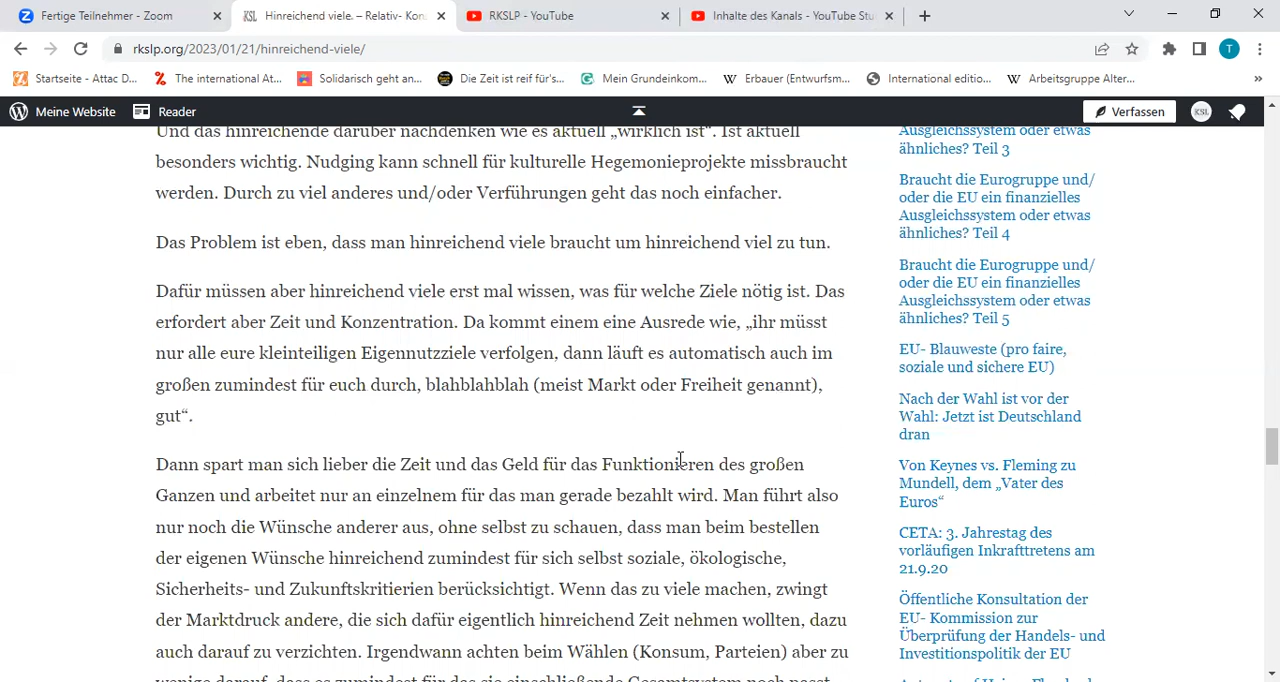 Fertige Teilnehmer - Zoom
Hinreichend viele. – Relativ- Kon
RKSLP - YouTube
Inhalte des Kanals - YouTube Stu
rkslp.org/2023/01/21/hinreichend-viele/
T
Startseite - Attac D...
The international At...
Solidarisch geht an...
Die Zeit ist reif für's...
Mein Grundeinkom...
Erbauer (Entwurfsm...
International editio...
Arbeitsgruppe Alter...
»
Meine Website
Reader
Verfassen
KSL
Und das hinreichende darüber nachdenken wie es aktuell „wirklich ist“. Ist aktuell
besonders wichtig. Nudging kann schnell für kulturelle Hegemonieprojekte missbraucht
werden. Durch zu viel anderes und/oder Verführungen geht das noch einfacher.
Das Problem ist eben, dass man hinreichend viele braucht um hinreichend viel zu tun.
Dafür müssen aber hinreichend viele erst mal wissen, was für welche Ziele nötig ist. Das
erfordert aber Zeit und Konzentration. Da kommt einem eine Ausrede wie, „ihr müsst
nur alle eure kleinteiligen Eigennutzziele verfolgen, dann läuft es automatisch auch im
großen zumindest für euch durch, blahblahblah (meist Markt oder Freiheit genannt),
gut“.
Dann spart man sich lieber die Zeit und das Geld für das Funktionieren des großen
Ganzen und arbeitet nur an einzelnem für das man gerade bezahlt wird. Man führt also
nur noch die Wünsche anderer aus, ohne selbst zu schauen, dass man beim bestellen
der eigenen Wünsche hinreichend zumindest für sich selbst soziale, ökologische,
Sicherheits- und Zukunftskritierien berücksichtigt. Wenn das zu viele machen, zwingt
der Marktdruck andere, die sich dafür eigentlich hinreichend Zeit nehmen wollten, dazu
auch darauf zu verzichten. Irgendwann achten beim Wählen (Konsum, Parteien) aber zu
wenige darauf, dass es zumindest für das sie einschließende Gesamtsystem noch passt
Ausgleichssystem oder etwas
ähnliches? Teil 3
Braucht die Eurogruppe und/
oder die EU ein finanzielles
Ausgleichssystem oder etwas
ähnliches? Teil 4
Braucht die Eurogruppe und/
oder die EU ein finanzielles
Ausgleichssystem oder etwas
ähnliches? Teil 5
EU- Blauweste (pro faire,
soziale und sichere EU)
Nach der Wahl ist vor der
Wahl: Jetzt ist Deutschland
dran
Von Keynes vs. Fleming zu
Mundell, dem „Vater des
Euros“
CETA: 3. Jahrestag des
vorläufigen Inkrafttretens am
21.9.20
Öffentliche Konsultation der
EU- Kommission zur
Überprüfung der Handels- und
Investitionspolitik der EU